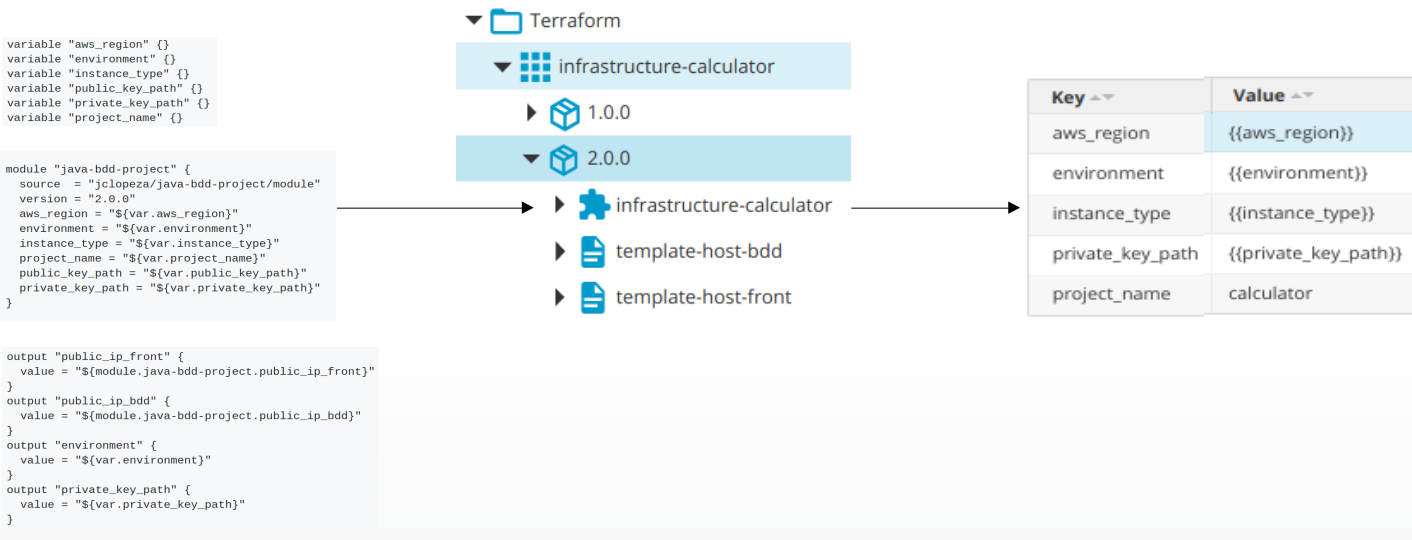 variable "aws_region" {}
variable "environment" {}
variable "instance_type" {}
variable "public_key_path" {}
variable "private_key_path" {}
variable "project_name" {}
module "java-bdd-project" {
  source  = "jclopeza/java-bdd-project/module"
  version = "2.0.0"
  aws_region = "${var.aws_region}"
  environment = "${var.environment}"
  instance_type = "${var.instance_type}"
  project_name = "${var.project_name}"
  public_key_path = "${var.public_key_path}"
  private_key_path = "${var.private_key_path}"
}
output "public_ip_front" {
  value = "${module.java-bdd-project.public_ip_front}"
}
output "public_ip_bdd" {
  value = "${module.java-bdd-project.public_ip_bdd}"
}
output "environment" {
  value = "${var.environment}"
}
output "private_key_path" {
  value = "${var.private_key_path}"
}
Terraform
infrastructure-calculator
1.0.0
2.0.0
infrastructure-calculator
template-host-bdd
template-host-front
Key Value
aws_region {{aws_region}}
environment {{environment}}
instance_type {{instance_type}}
private_key_path {{private_key_path}}
project_name calculator